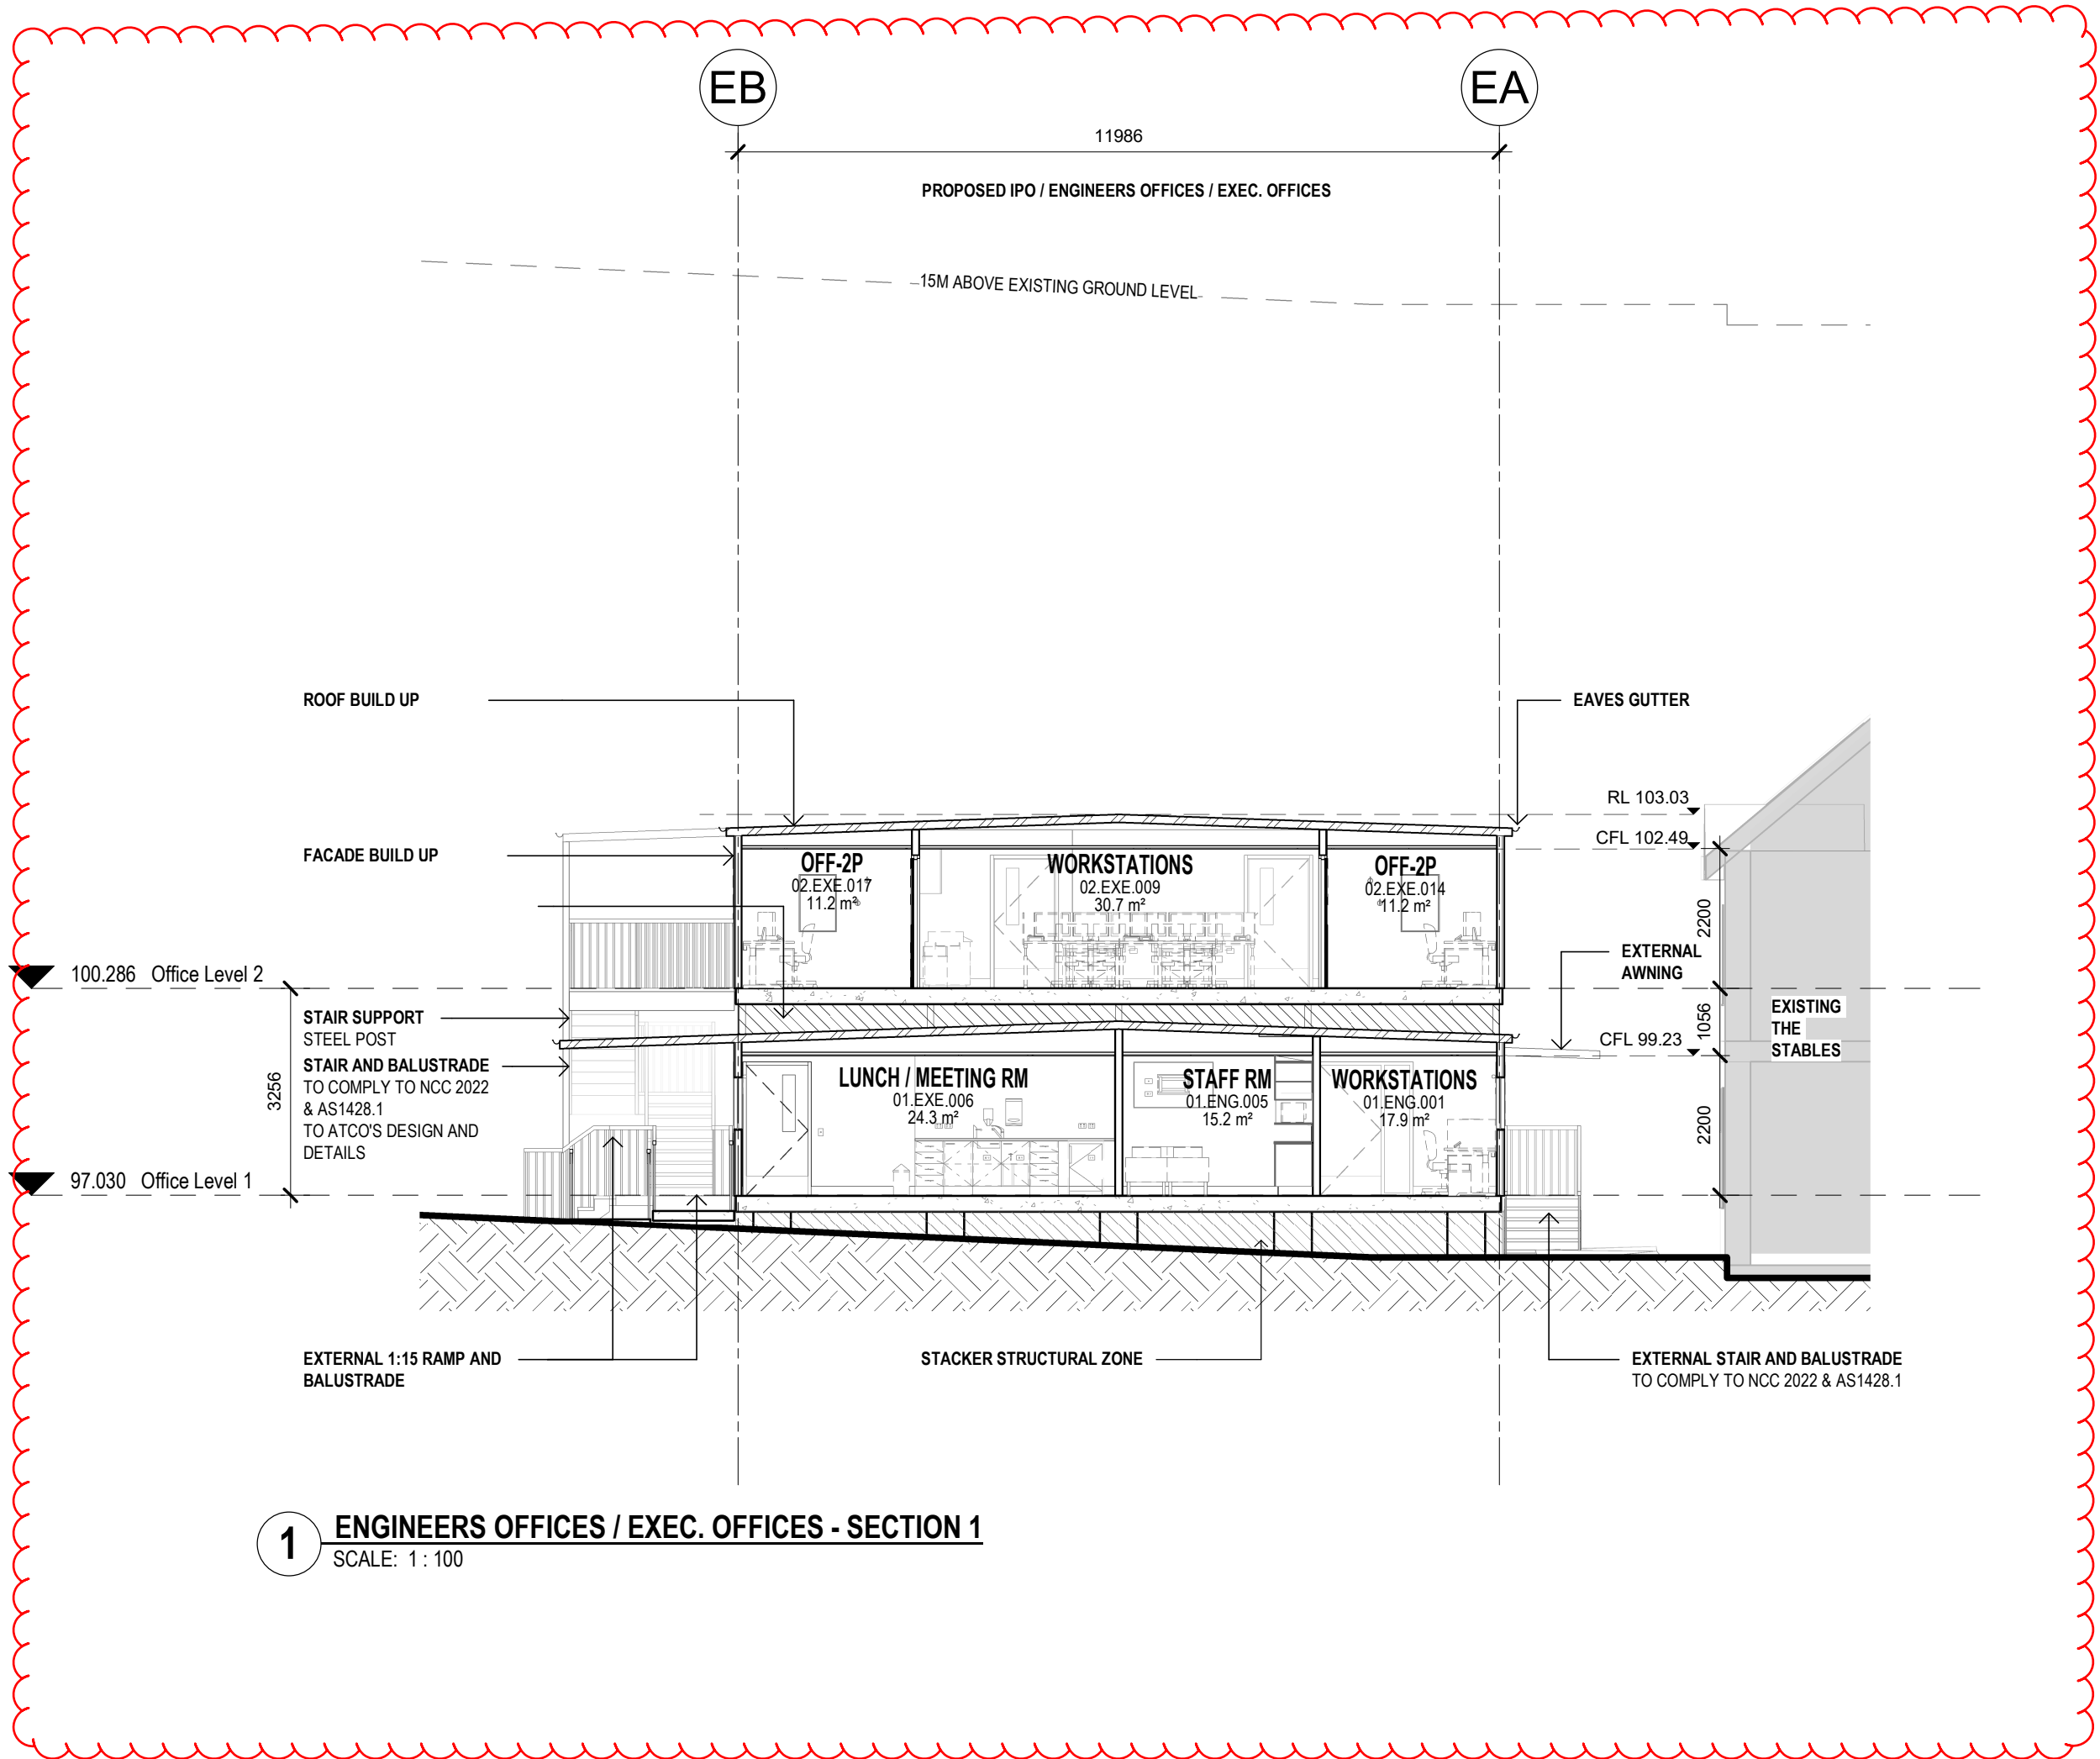 EB
EA
11986
PROPOSED IPO / ENGINEERS OFFICES / EXEC. OFFICES
15M ABOVE EXISTING GROUND LEVEL
ROOF BUILD UP
EAVES GUTTER
RL 103.03
CFL 102.49
FACADE BUILD UP
OFF-2P
02.EXE.017
11.2 m²
WORKSTATIONS
02.EXE.009
30.7 m²
OFF-2P
02.EXE.014
11.2 m²
2200
EXTERNAL
AWNING
100.286 Office Level 2
STAIR SUPPORT
STEEL POST
STAIR AND BALUSTRADE
TO COMPLY TO NCC 2022
& AS1428.1
TO ATCO'S DESIGN AND
DETAILS
3256
1056
EXISTING
THE
STABLES
CFL 99.23
LUNCH / MEETING RM
01.EXE.006
24.3 m²
STAFF RM
01.ENG.005
15.2 m²
WORKSTATIONS
01.ENG.001
17.9 m²
2200
97.030 Office Level 1
EXTERNAL 1:15 RAMP AND
BALUSTRADE
STACKER STRUCTURAL ZONE
EXTERNAL STAIR AND BALUSTRADE
TO COMPLY TO NCC 2022 & AS1428.1
1
ENGINEERS OFFICES / EXEC. OFFICES - SECTION 1
SCALE: 1 : 100